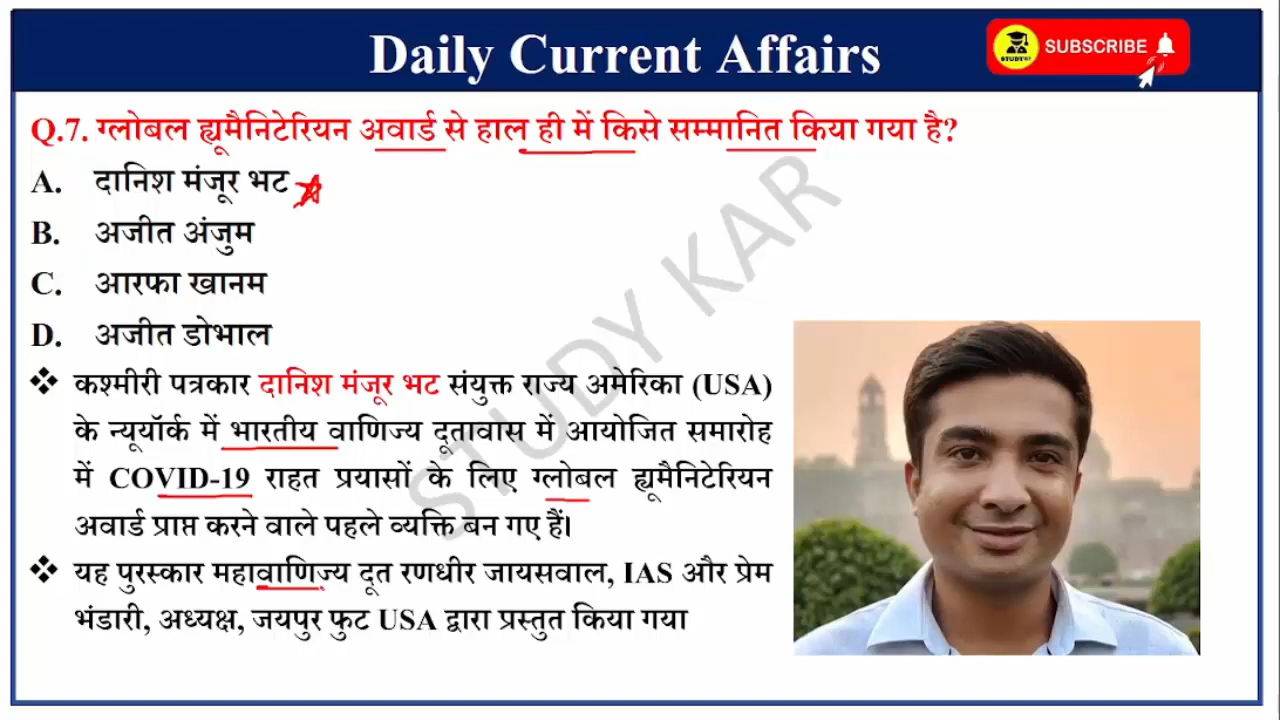 Daily Current Affairs
SUBSCRIBE
Q.7. ग्लोबल ह्यूमैनिटेरियन अवार्ड से हाल ही में किसे सम्मानित किया गया है?
A. दानिश मंजूर भट
B. अजीत अंजुम
C. आरफा खानम
D. अजीत डोभाल
❖ कश्मीरी पत्रकार दानिश मंजूर भट संयुक्त राज्य अमेरिका (USA)
के न्यूयॉर्क में भारतीय वाणिज्य दूतावास में आयोजित समारोह
में COVID-19 राहत प्रयासों के लिए ग्लोबल ह्यूमैनिटेरियन
अवार्ड प्राप्त करने वाले पहले व्यक्ति बन गए हैं।
❖ यह पुरस्कार महावाणिज्य दूत रणधीर जायसवाल, IAS और प्रेम
भंडारी, अध्यक्ष, जयपुर फुट USA द्वारा प्रस्तुत किया गया
STUDY KAR